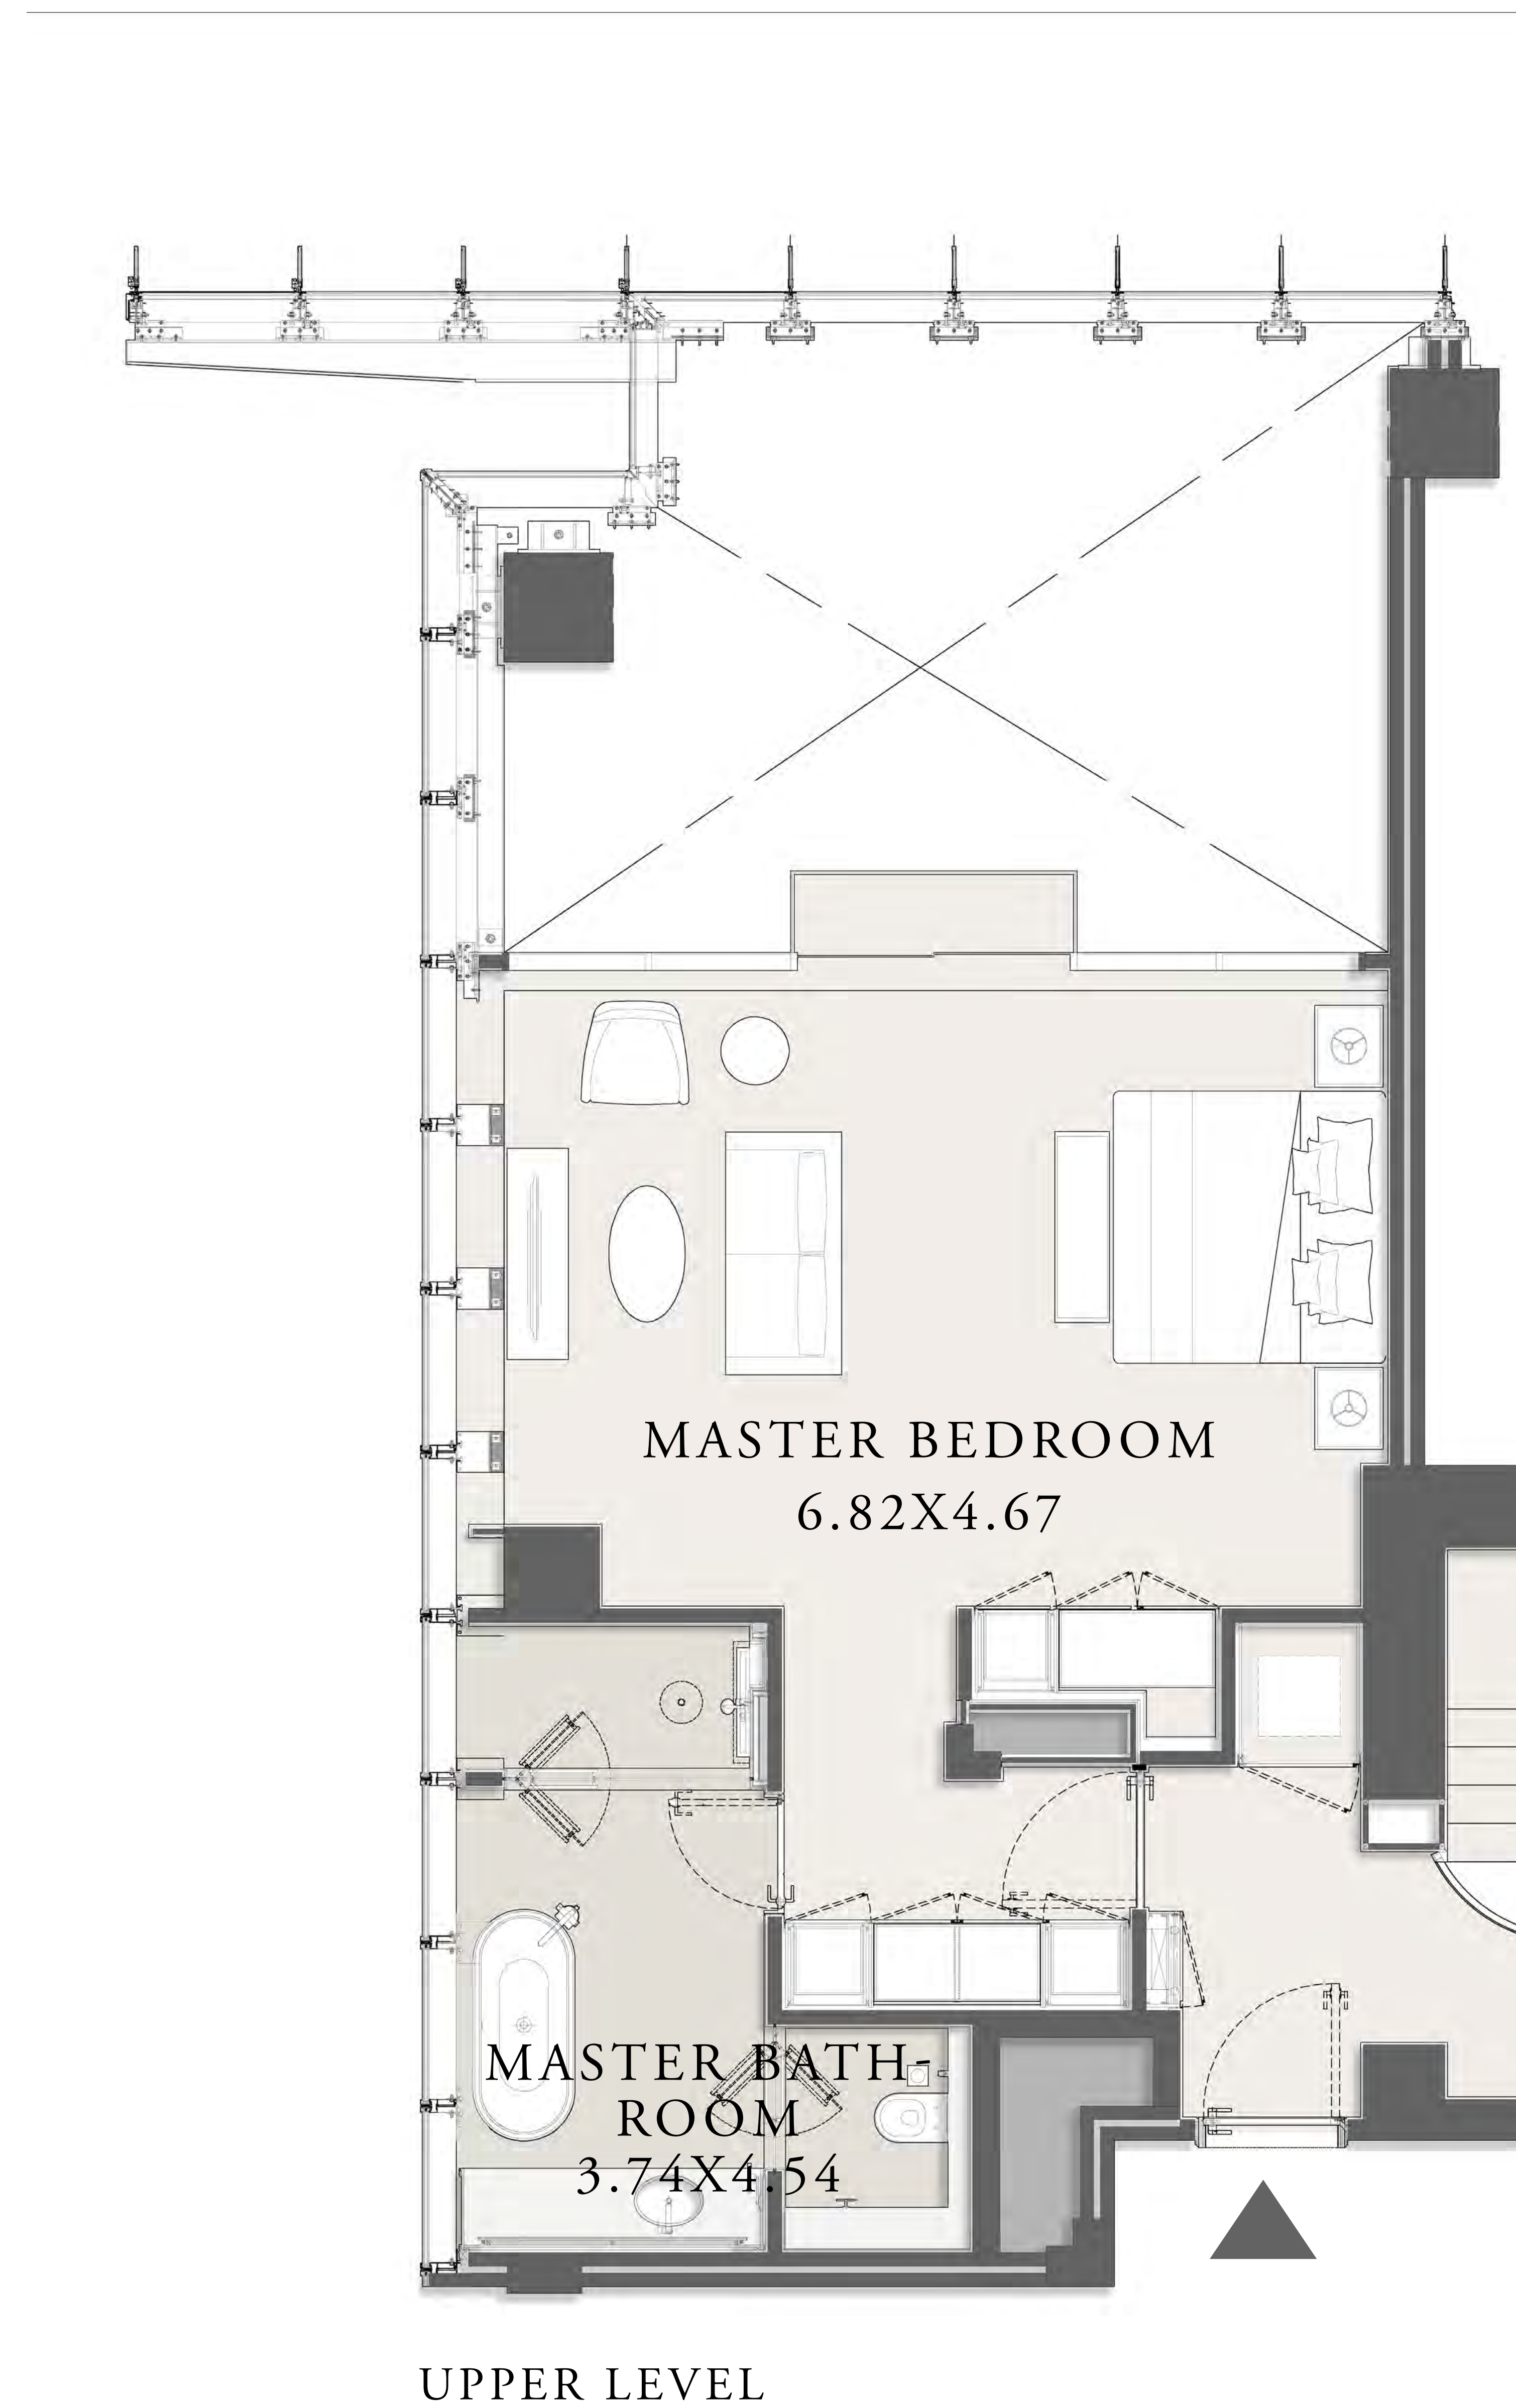 MASTER BEDROOM
6.82X4.67
MASTER BATH-
ROOM
3.74X4.54
UPPER LEVEL